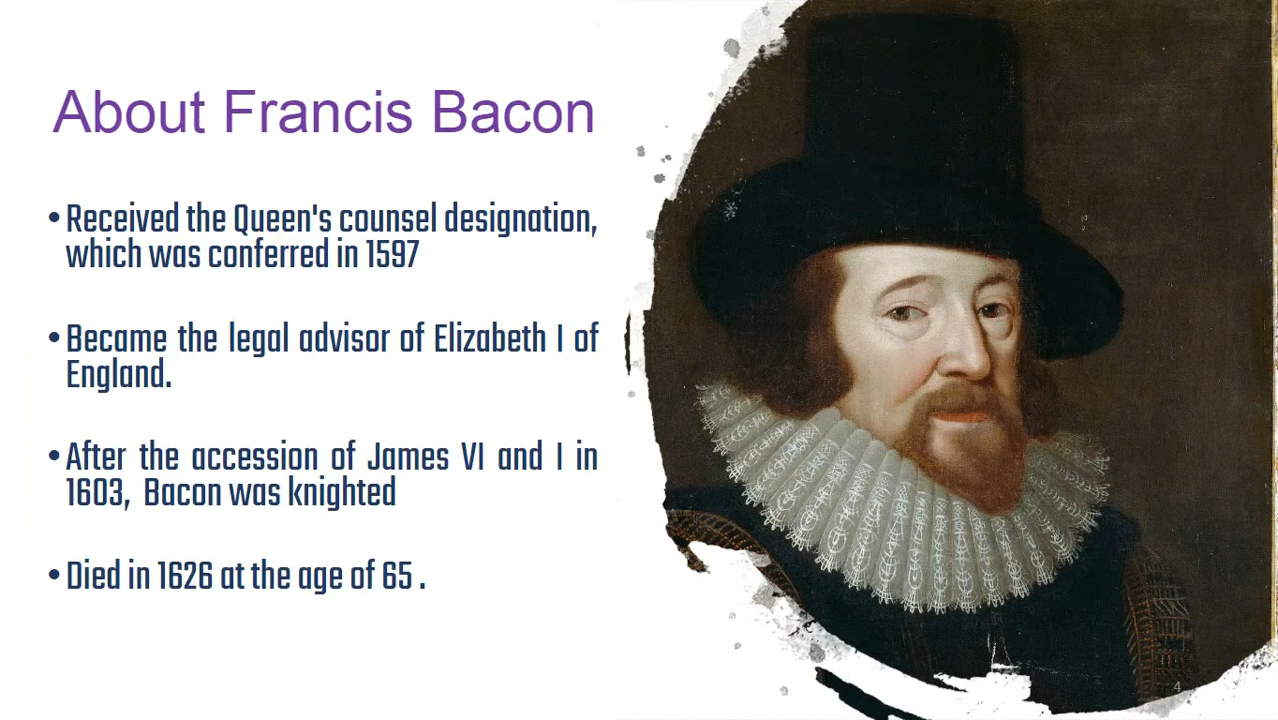 About Francis Bacon
• Received the Queen's counsel designation,
which was conferred in 1597
• Became the legal advisor of Elizabeth I of
England.
• After the accession of James VI and I in
1603, Bacon was knighted
• Died in 1626 at the age of 65 .
4